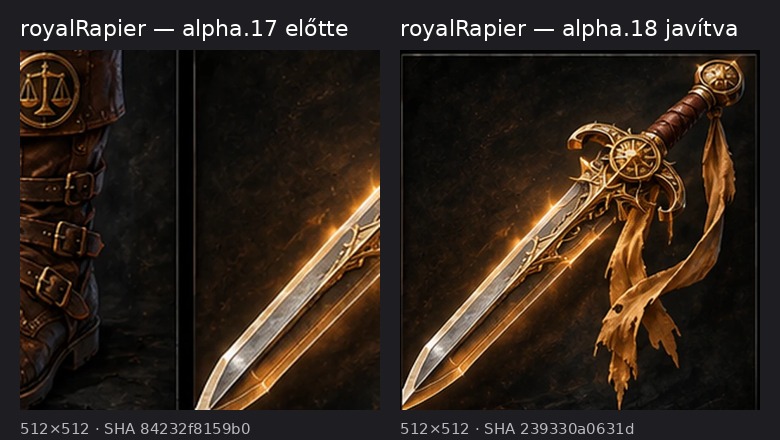 royalRapier — alpha.17 előtte
royalRapier — alpha.18 javítva
512×512 · SHA 84232f8159b0
512×512 · SHA 239330a0631d